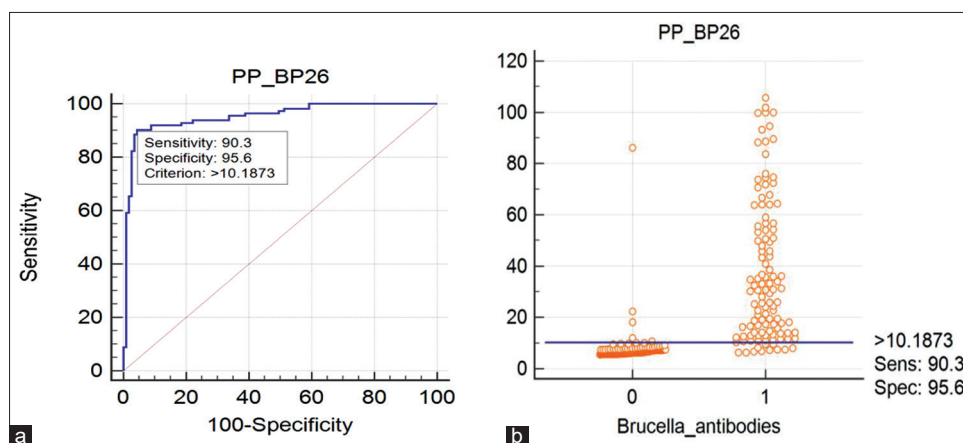 PP_BP26
100
80
60
40
20
0
Sensitivity
Sensitivity: 90.3
Specificity: 95.6
Criterion: >10.1873
0 20 40 60 80 100
100-Specificity
a
PP_BP26
120
100
80
60
40
20
0
>10.1873
Sens: 90.3
Spec: 95.6
0 1
Brucella_antibodies
b